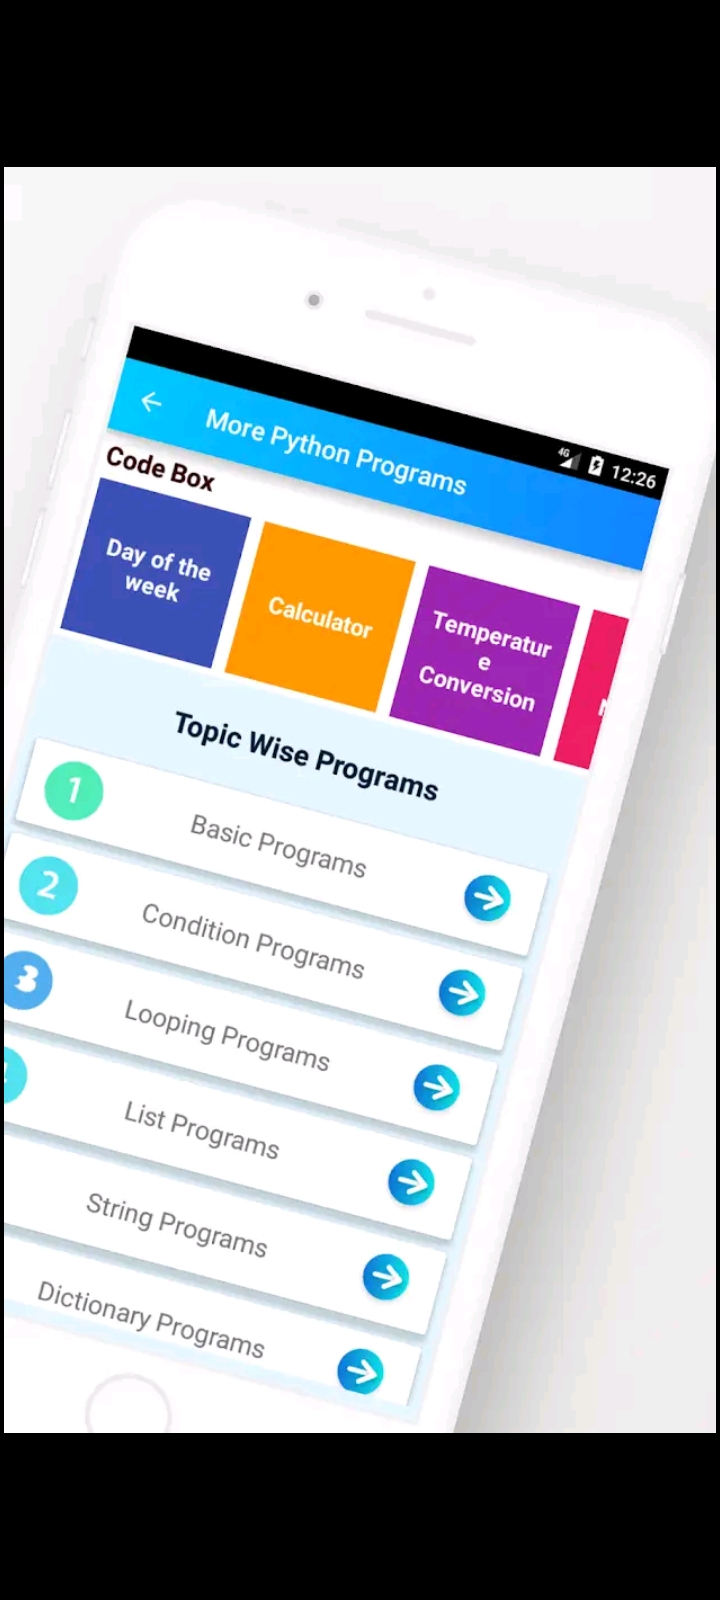 4G 12:26
More Python Programs
Code Box
Day of the
week
Calculator
Temperatur
e
Conversion
Topic Wise Programs
1
Basic Programs
2
Condition Programs
3
Looping Programs
List Programs
String Programs
Dictionary Programs